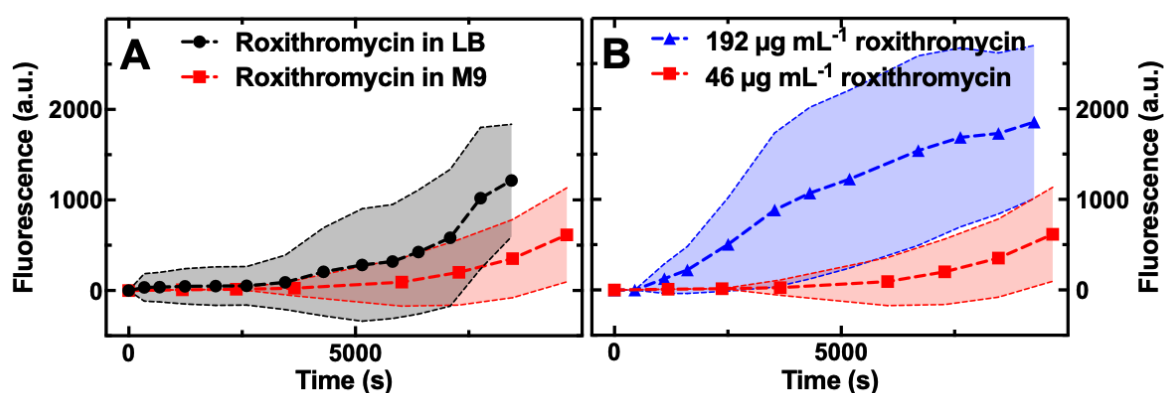 A
Roxithromycin in LB
Roxithromycin in M9
Fluorescence (a.u.)
2000
1000
0
0
5000
Time (s)
B
192 µg mL⁻¹ roxithromycin
46 µg mL⁻¹ roxithromycin
2000
1000
0
Fluorescence (a.u.)
0
5000
Time (s)